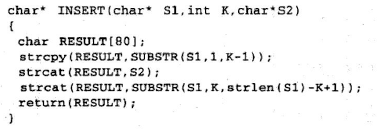 char* INSERT(char* S1,int K,char*S2)
{
char RESULT[80];
strcpy(RESULT,SUBSTR(S1,1,K-1));
strcat(RESULT,S2);
strcat(RESULT,SUBSTR(S1,K,strlen(S1)-K+1));
return(RESULT);
}